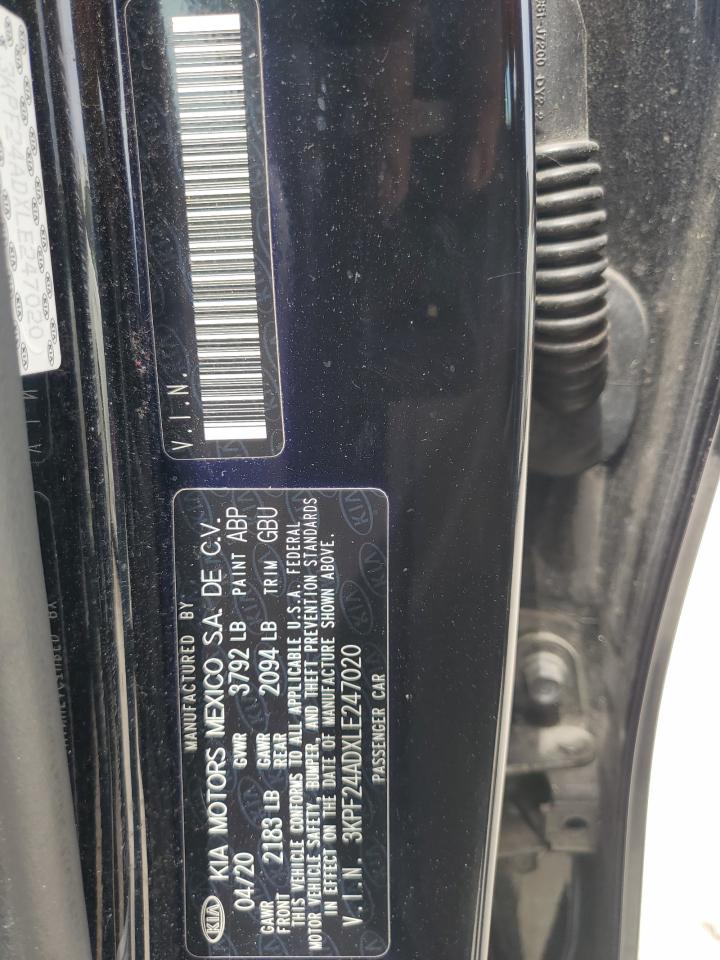 3KPF24ADXLE247020
V.I.N.
MANUFACTURED BY
KIA KIA MOTORS MEXICO S.A. DE C.V.
04/20 GVWR 3792 LB PAINT ABP
GAWR FRONT 2183 LB GAWR REAR 2094 LB TRIM GBU
THIS VEHICLE CONFORMS TO ALL APPLICABLE U.S.A. FEDERAL
MOTOR VEHICLE SAFETY, BUMPER, AND THEFT PREVENTION STANDARDS
IN EFFECT ON THE DATE OF MANUFACTURE SHOWN ABOVE.
V.I.N. 3KPF24ADXLE247020
PASSENGER CAR